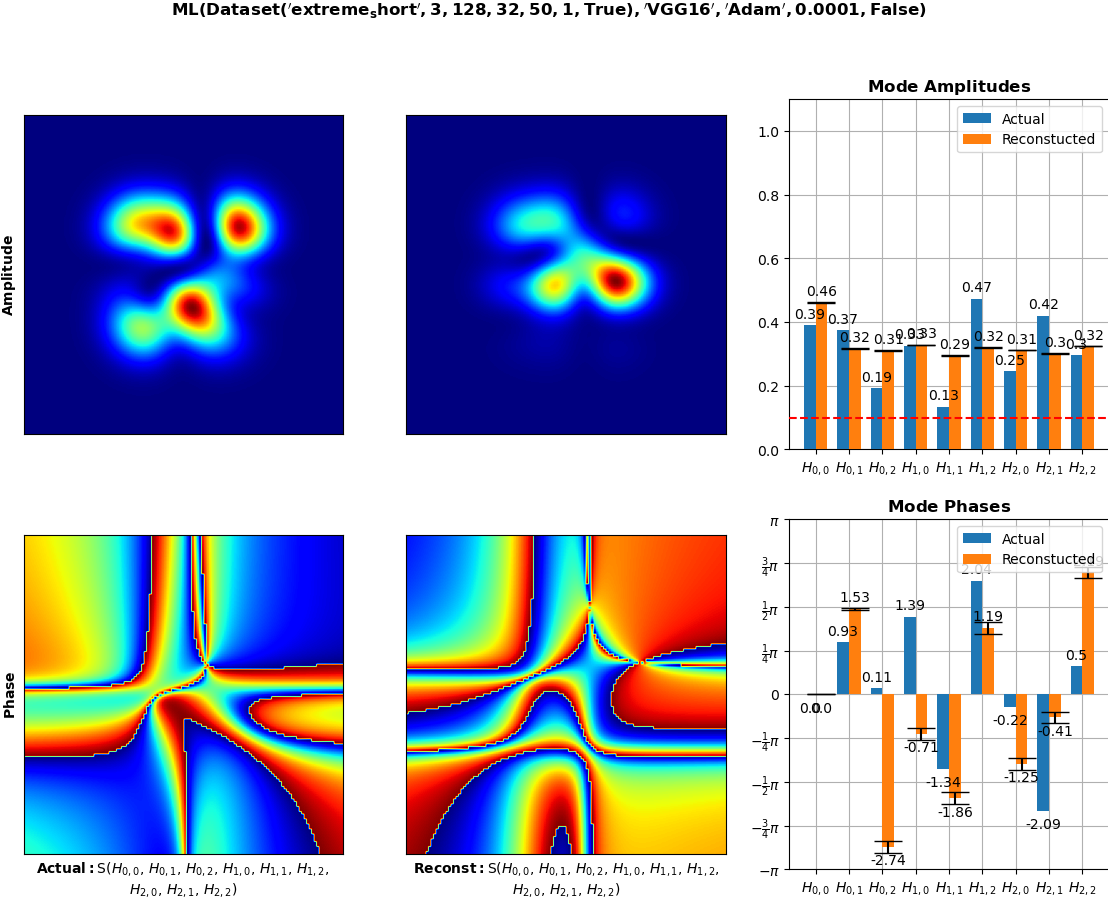 ML(Dataset('extreme_short', 3, 128, 32, 50, 1, True), 'VGG16', 'Adam', 0.0001, False)
Mode Amplitudes
Actual
Reconstucted
1.0
0.8
0.6
0.4
0.2
0.0
0.39 0.46 0.37 0.32 0.19 0.31 0.33 0.33 0.13 0.29 0.47 0.32 0.25 0.31 0.42 0.3 0.3 0.32
H0,0 H0,1 H0,2 H1,0 H1,1 H1,2 H2,0 H2,1 H2,2
Amplitude
Mode Phases
Actual
Reconstucted
π
3/4π
1/2π
1/4π
0
−1/4π
−1/2π
−3/4π
−π
0.0 0.0 0.93 1.53 0.11 -2.74 1.39 -0.71 -1.34 -1.86 2.04 1.19 -0.22 -1.25 -2.09 -0.41 0.5
H0,0 H0,1 H0,2 H1,0 H1,1 H1,2 H2,0 H2,1 H2,2
Phase
Actual: S(H0,0, H0,1, H0,2, H1,0, H1,1, H1,2,
H2,0, H2,1, H2,2)
Reconst: S(H0,0, H0,1, H0,2, H1,0, H1,1, H1,2,
H2,0, H2,1, H2,2)